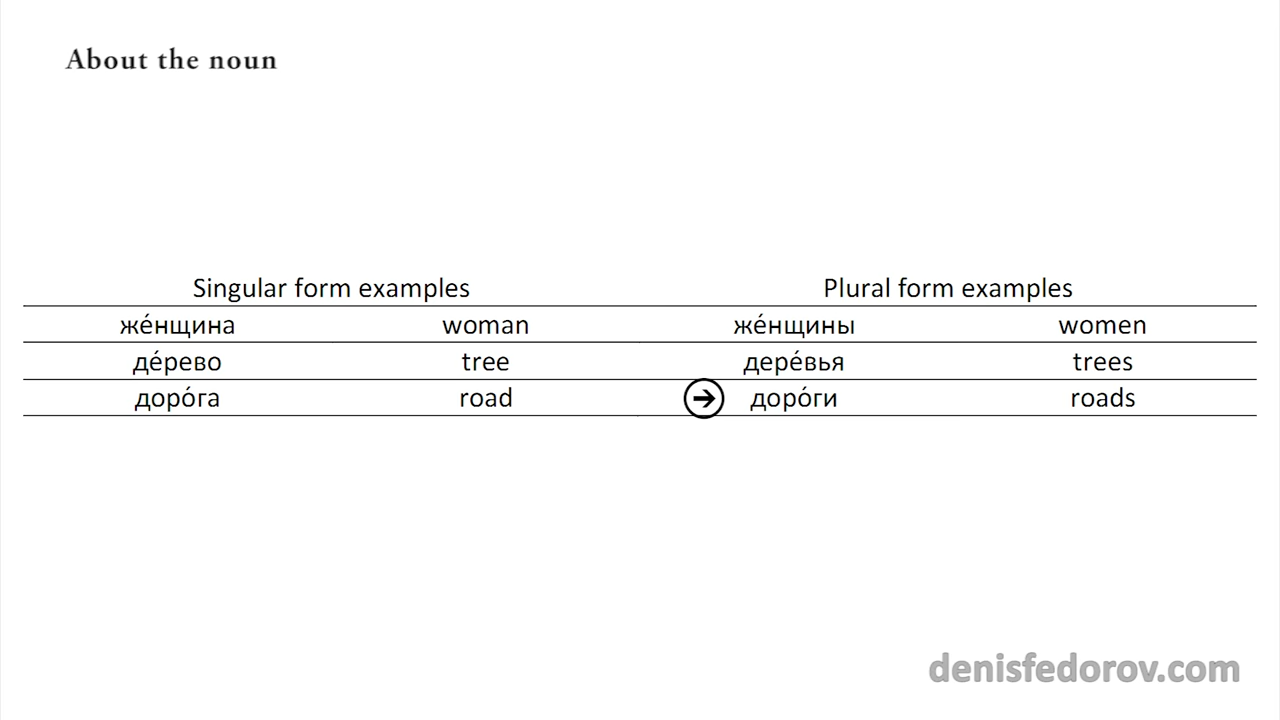 About the noun
Singular form examples Plural form examples
же́нщина woman же́нщины women
де́рево tree дере́вья trees
доро́га road доро́ги roads
denisfedorov.com